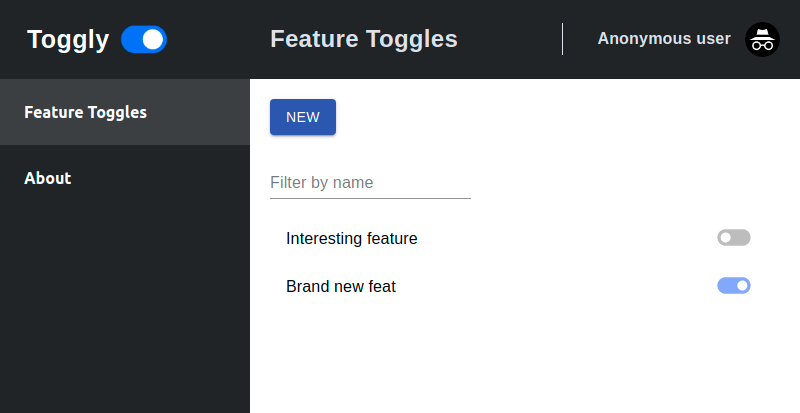 Toggly
Feature Toggles
Anonymous user
Feature Toggles
About
NEW
Filter by name
Interesting feature
Brand new feat